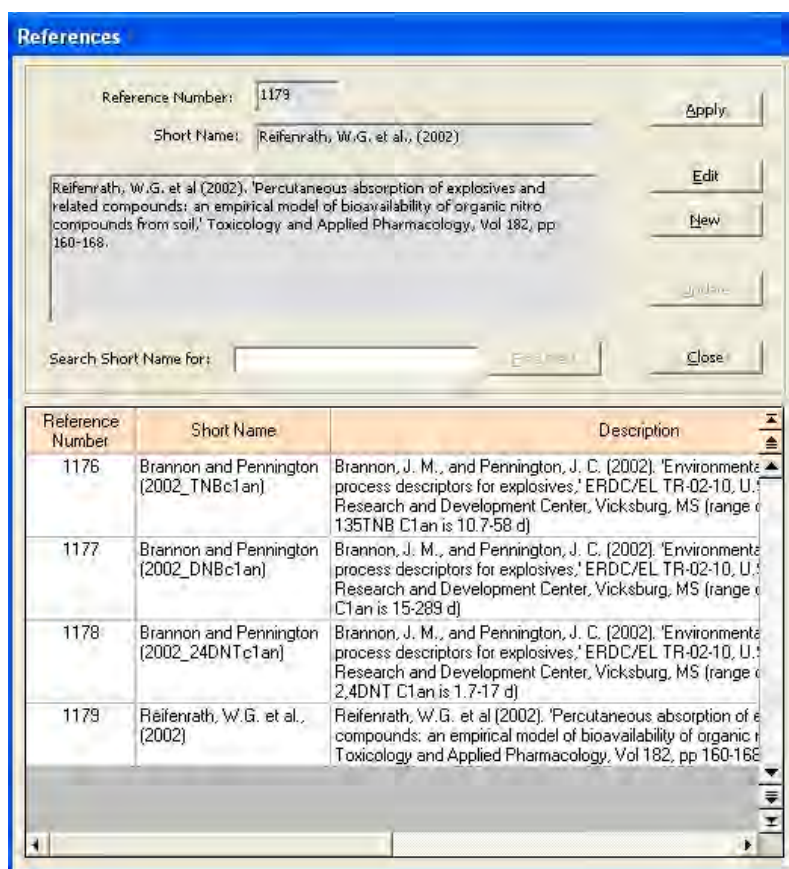 References
Reference Number: 1179
Apply
Short Name: Reifenrath, W.G. et al., (2002)
Edit
Reifenrath, W.G. et al (2002). 'Percutaneous absorption of explosives and
related compounds: an empirical model of bioavailability of organic nitro
compounds from soil,' Toxicology and Applied Pharmacology, Vol 182, pp
160-168.
New
Update
Search Short Name for:
Close
Reference
Number
Short Name
Description
1176
Brannon and Pennington
(2002_TNBc1an)
Brannon, J. M., and Pennington, J. C. (2002). 'Environmenta
process descriptors for explosives,' ERDC/EL TR-02-10, U.S
Research and Development Center, Vicksburg, MS (range o
135TNB C1an is 10.7-58 d)
1177
Brannon and Pennington
(2002_DNBc1an)
Brannon, J. M., and Pennington, J. C. (2002). 'Environmenta
process descriptors for explosives,' ERDC/EL TR-02-10, U.S
Research and Development Center, Vicksburg, MS (range o
C1an is 15-289 d)
1178
Brannon and Pennington
(2002_24DNTc1an)
Brannon, J. M., and Pennington, J. C. (2002). 'Environmenta
process descriptors for explosives,' ERDC/EL TR-02-10, U.S
Research and Development Center, Vicksburg, MS (range o
2,4DNT C1an is 1.7-17 d)
1179
Reifenrath, W.G. et al.,
(2002)
Reifenrath, W.G. et al (2002). 'Percutaneous absorption of e
compounds: an empirical model of bioavailability of organic
Toxicology and Applied Pharmacology, Vol 182, pp 160-168